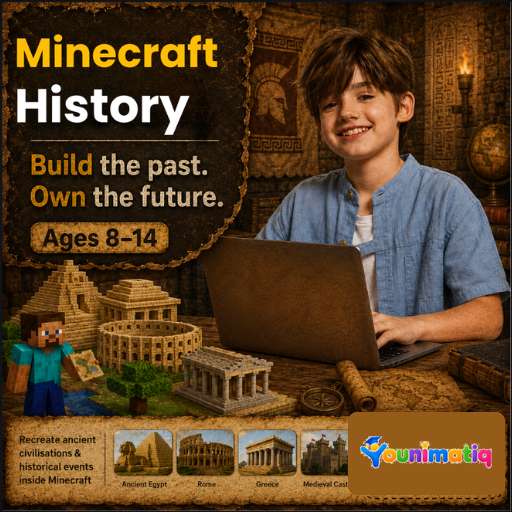 Minecraft
History
Build the past.
Own the future.
Ages 8–14
Recreate ancient
civilisations &
historical events
inside Minecraft
Ancient Egypt
Rome
Greece
Medieval Cast
Younimatiq